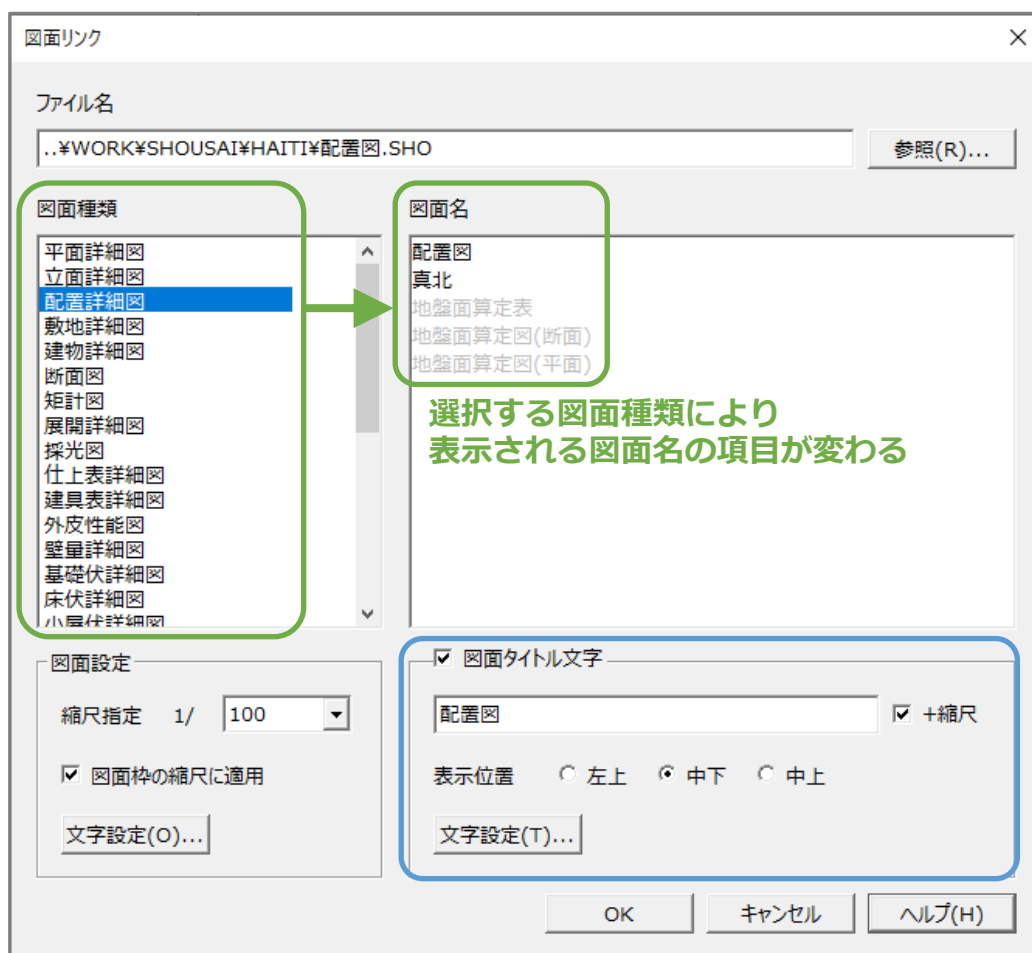 図面リンク
ファイル名
..¥WORK¥SHOUSAI¥HAITI¥配置図.SHO
参照(R)...
図面種類
平面詳細図
立面詳細図
配置詳細図
敷地詳細図
建物詳細図
断面図
矩計図
展開詳細図
採光図
仕上表詳細図
建具表詳細図
外皮性能図
壁量詳細図
基礎伏詳細図
床伏詳細図
小屋伏詳細図
図面名
配置図
真北
地盤面算定表
地盤面算定図(断面)
地盤面算定図(平面)
選択する図面種類により
表示される図面名の項目が変わる
図面設定
縮尺指定 1/ 100
図面枠の縮尺に適用
文字設定(O)...
図面タイトル文字
配置図 +縮尺
表示位置 左上 中下 中上
文字設定(T)...
OK キャンセル ヘルプ(H)